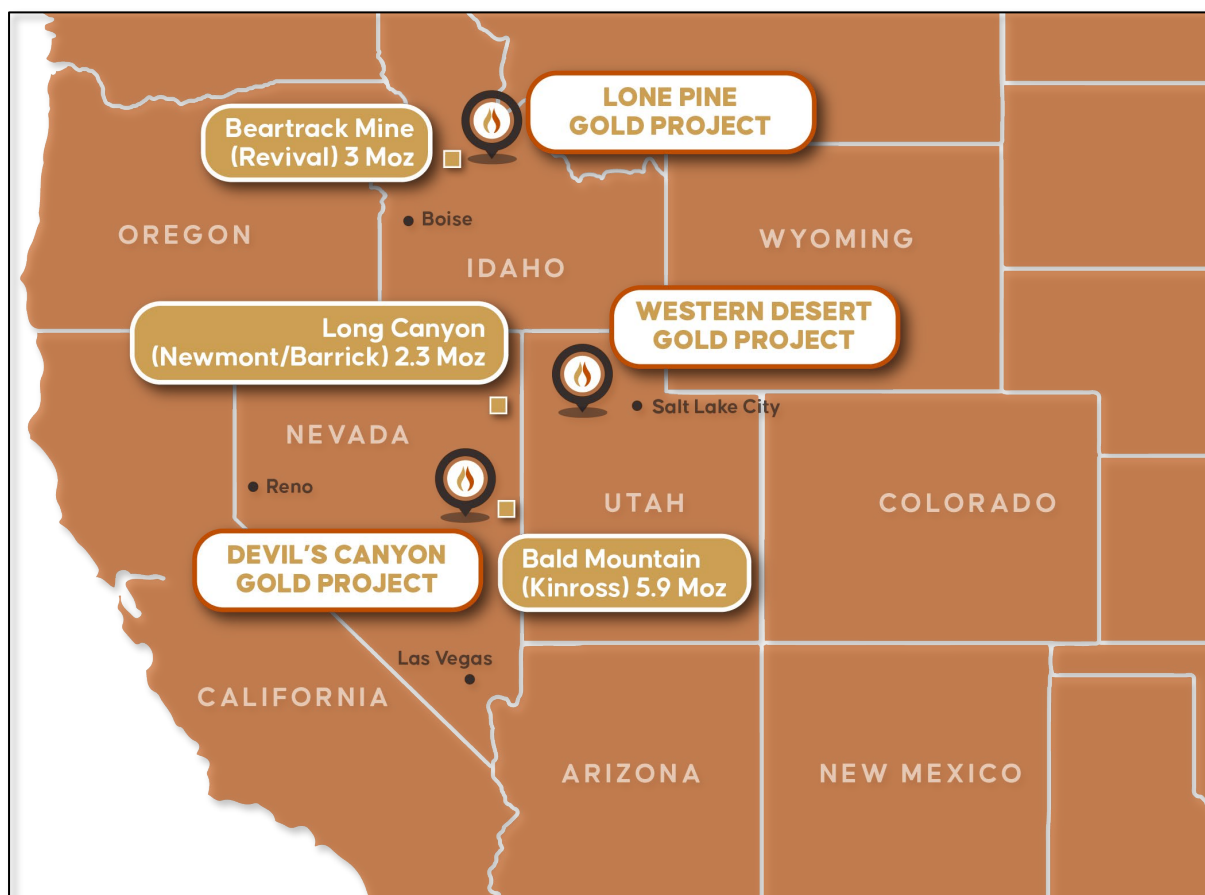 LONE PINE
GOLD PROJECT
Beartrack Mine
(Revival) 3 Moz
Boise
OREGON
WYOMING
IDAHO
WESTERN DESERT
GOLD PROJECT
Long Canyon
(Newmont/Barrick) 2.3 Moz
Salt Lake City
NEVADA
Reno
UTAH
COLORADO
DEVIL'S CANYON
GOLD PROJECT
Bald Mountain
(Kinross) 5.9 Moz
Las Vegas
CALIFORNIA
ARIZONA
NEW MEXICO